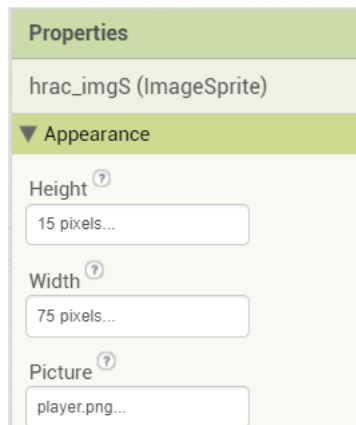 Properties
hrac_imgS (ImageSprite)
Appearance
Height ?
15 pixels...
Width ?
75 pixels...
Picture ?
player.png...